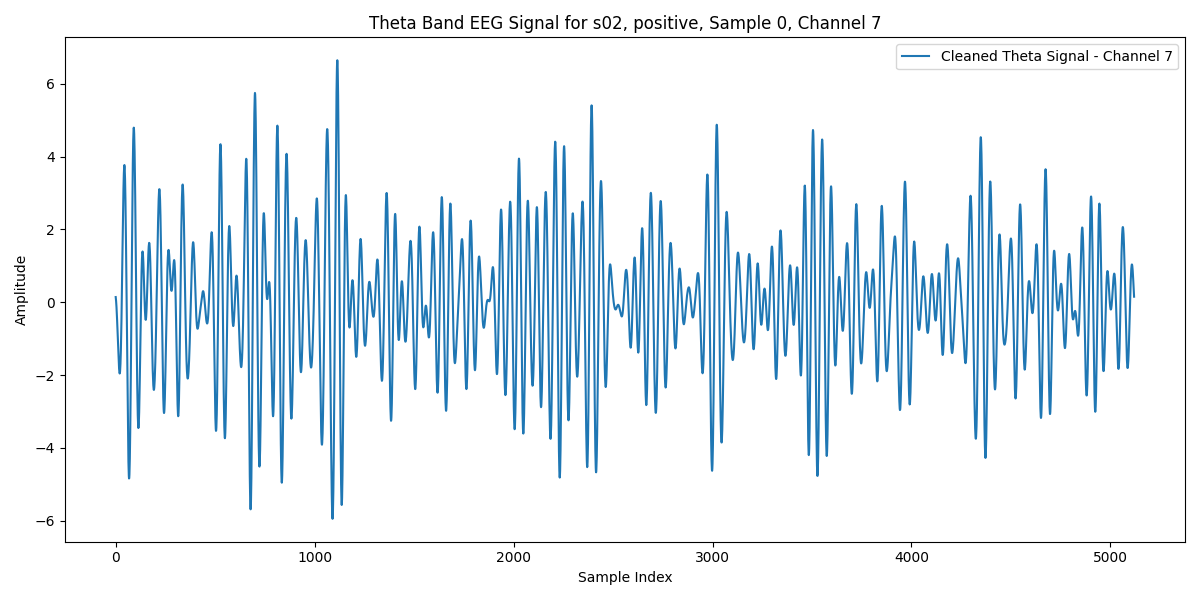 Theta Band EEG Signal for s02, positive, Sample 0, Channel 7
Cleaned Theta Signal - Channel 7
Amplitude
6
4
2
0
−2
−4
−6
0 1000 2000 3000 4000 5000
Sample Index